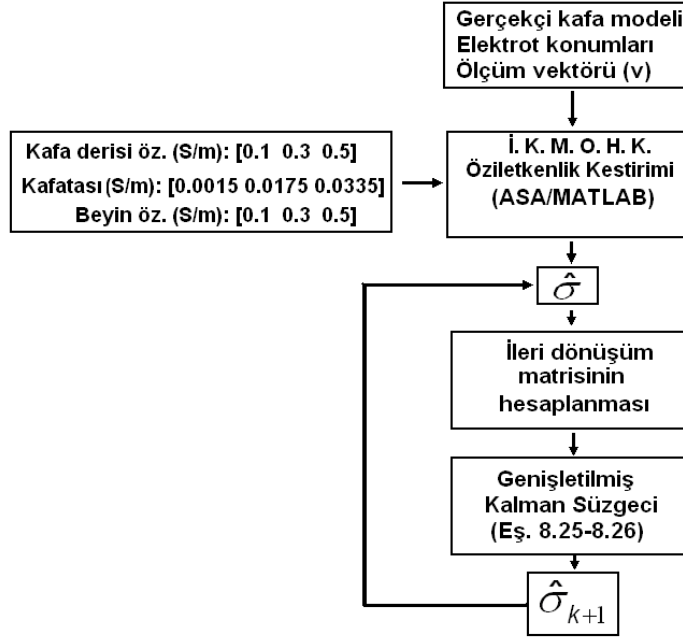 Gerçekçi kafa modeli
Elektrot konumları
Ölçüm vektörü (v)
Kafa derisi öz. (S/m): [0.1 0.3 0.5]
Kafatası (S/m): [0.0015 0.0175 0.0335]
Beyin öz. (S/m): [0.1 0.3 0.5]
İ. K. M. O. H. K.
Öziletkenlik Kestirimi
(ASA/MATLAB)
σ̂
İleri dönüşüm
matrisinin
hesaplanması
Genişletilmiş
Kalman Süzgeci
(Eş. 8.25-8.26)
σ̂ₖ₊₁